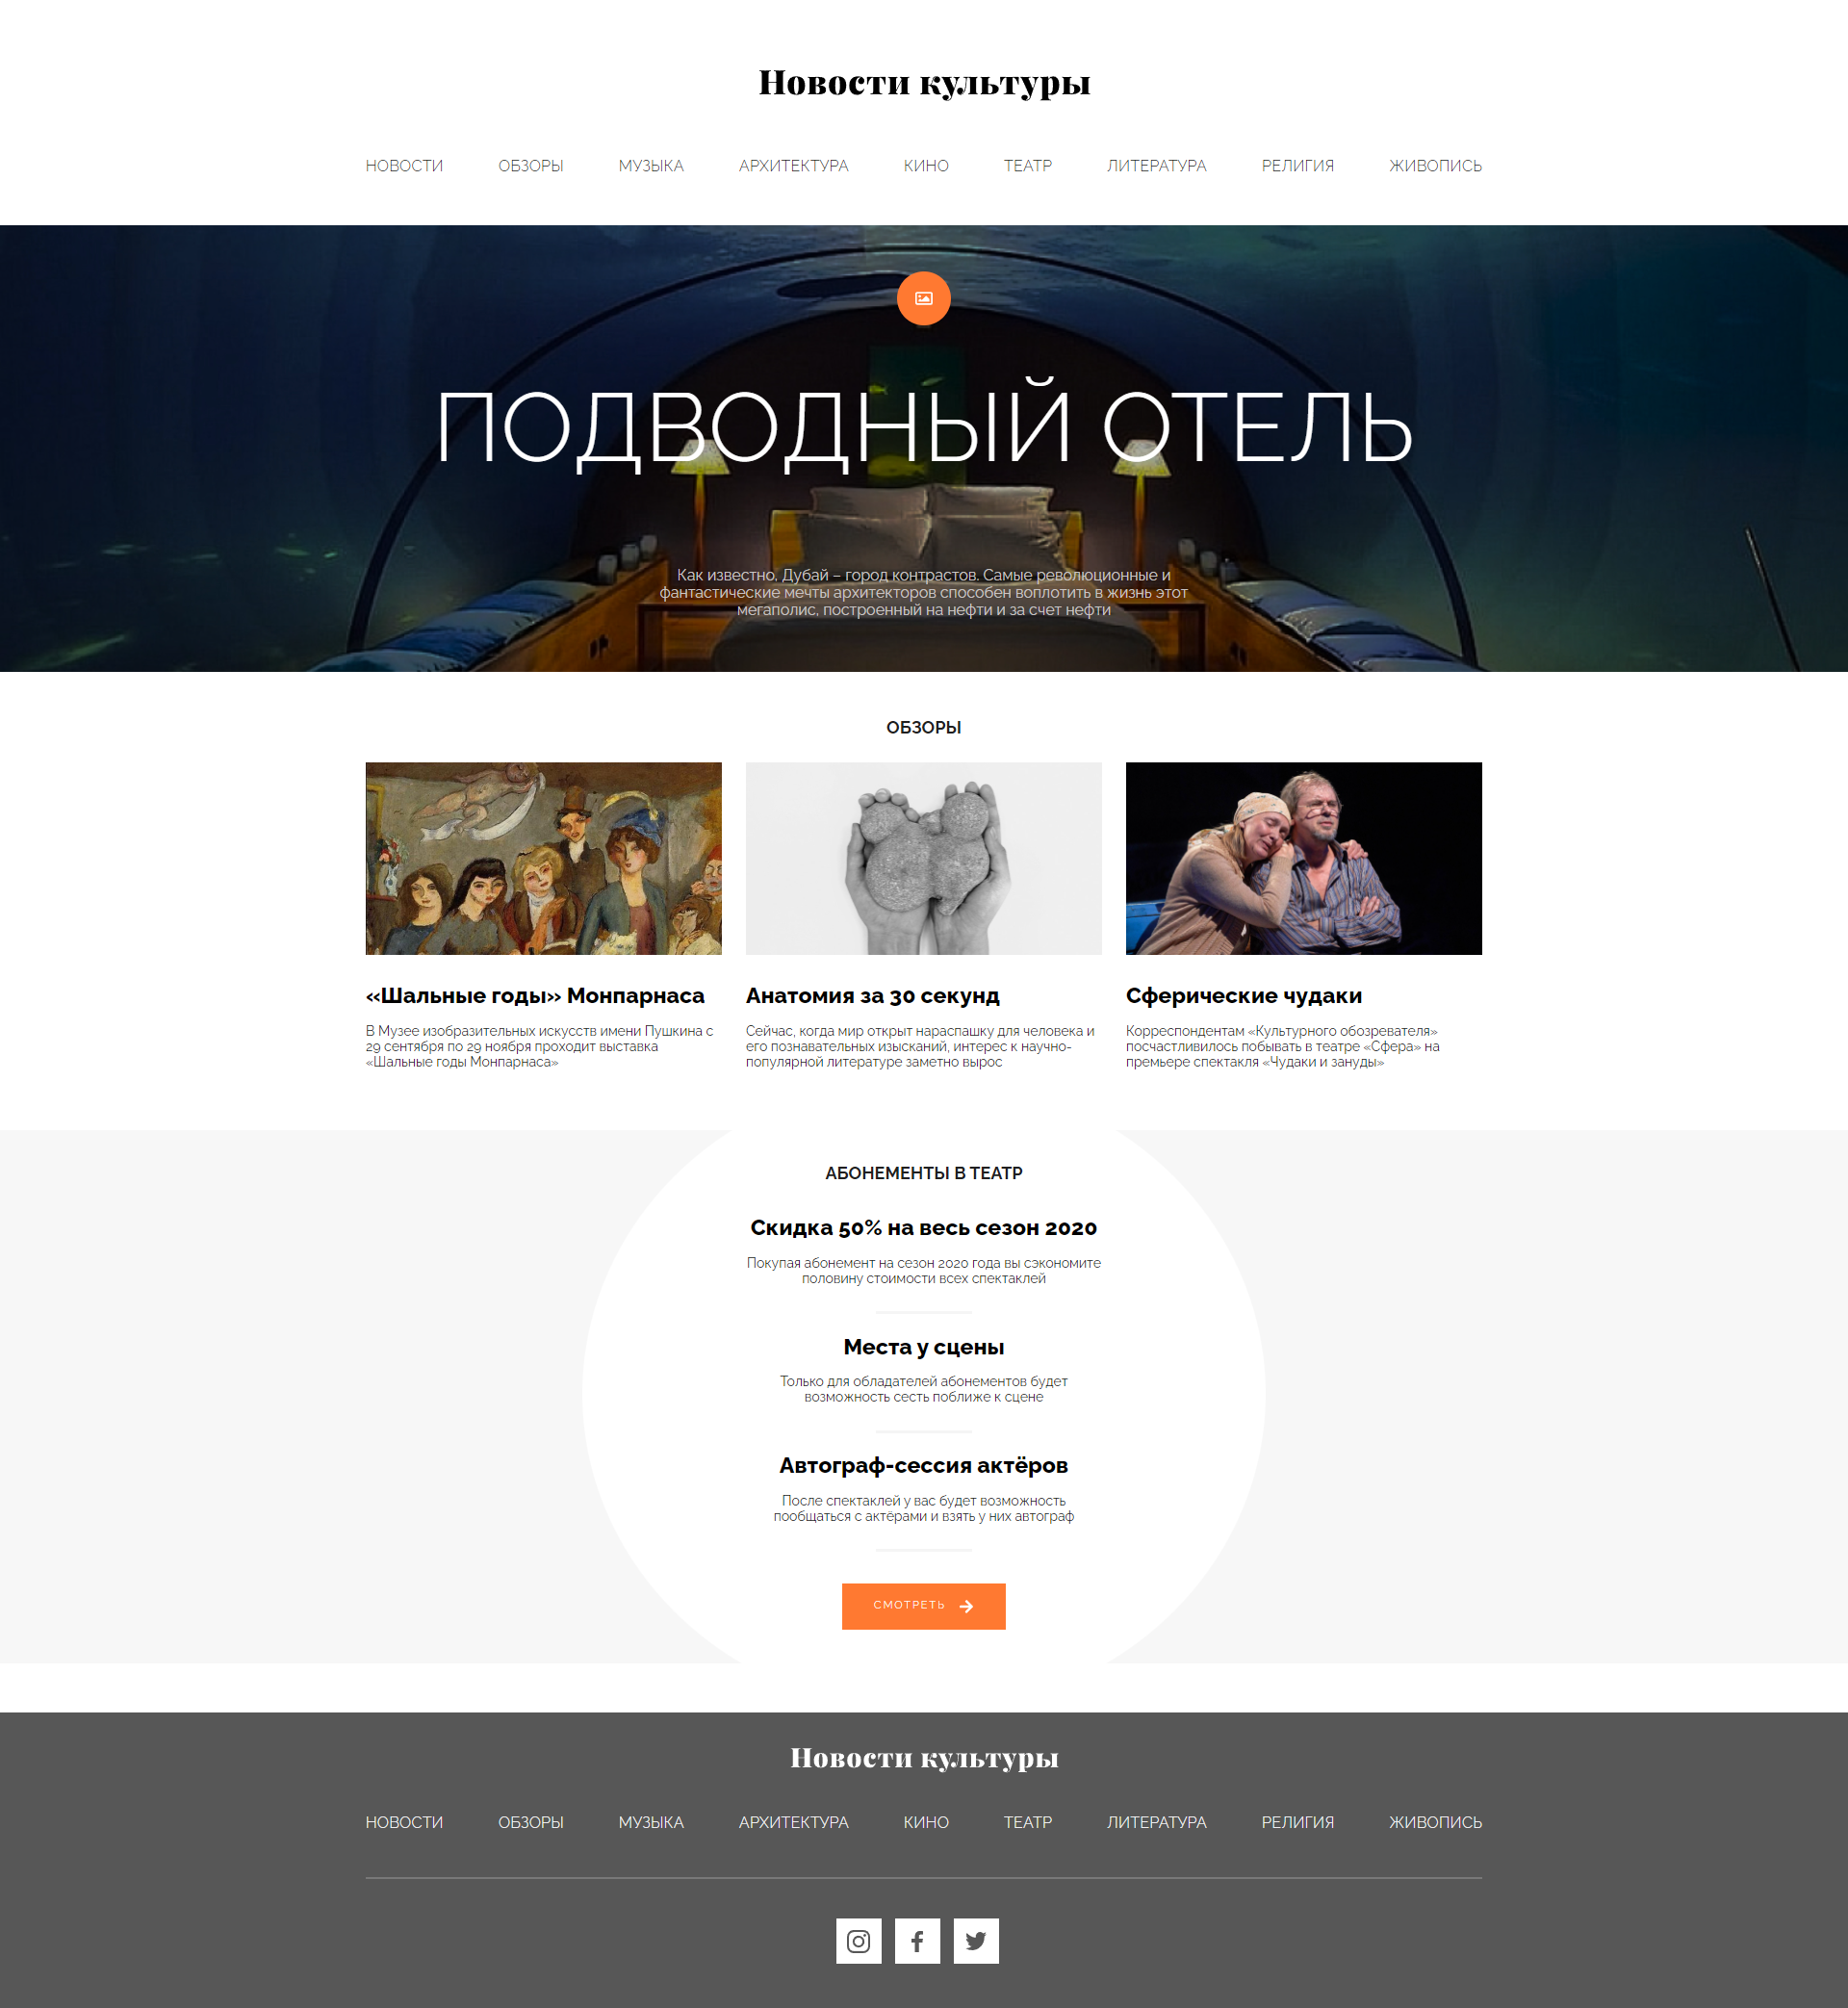 Новости культуры
НОВОСТИ ОБЗОРЫ МУЗЫКА АРХИТЕКТУРА КИНО ТЕАТР ЛИТЕРАТУРА РЕЛИГИЯ ЖИВОПИСЬ
ПОДВОДНЫЙ ОТЕЛЬ
Как известно, Дубай – город контрастов. Самые революционные и
фантастические мечты архитекторов способен воплотить в жизнь этот
мегаполис, построенный на нефти и за счет нефти
ОБЗОРЫ
«Шальные годы» Монпарнаса
В Музее изобразительных искусств имени Пушкина с
29 сентября по 29 ноября проходит выставка
«Шальные годы Монпарнаса»
Анатомия за 30 секунд
Сейчас, когда мир открыт нараспашку для человека и
его познавательных изысканий, интерес к научно-
популярной литературе заметно вырос
Сферические чудаки
Корреспондентам «Культурного обозревателя»
посчастливилось побывать в театре «Сфера» на
премьере спектакля «Чудаки и зануды»
АБОНЕМЕНТЫ В ТЕАТР
Скидка 50% на весь сезон 2020
Покупая абонемент на сезон 2020 года вы сэкономите
половину стоимости всех спектаклей
Места у сцены
Только для обладателей абонементов будет
возможность сесть поближе к сцене
Автограф-сессия актёров
После спектаклей у вас будет возможность
пообщаться с актёрами и взять у них автограф
СМОТРЕТЬ
Новости культуры
НОВОСТИ ОБЗОРЫ МУЗЫКА АРХИТЕКТУРА КИНО ТЕАТР ЛИТЕРАТУРА РЕЛИГИЯ ЖИВОПИСЬ